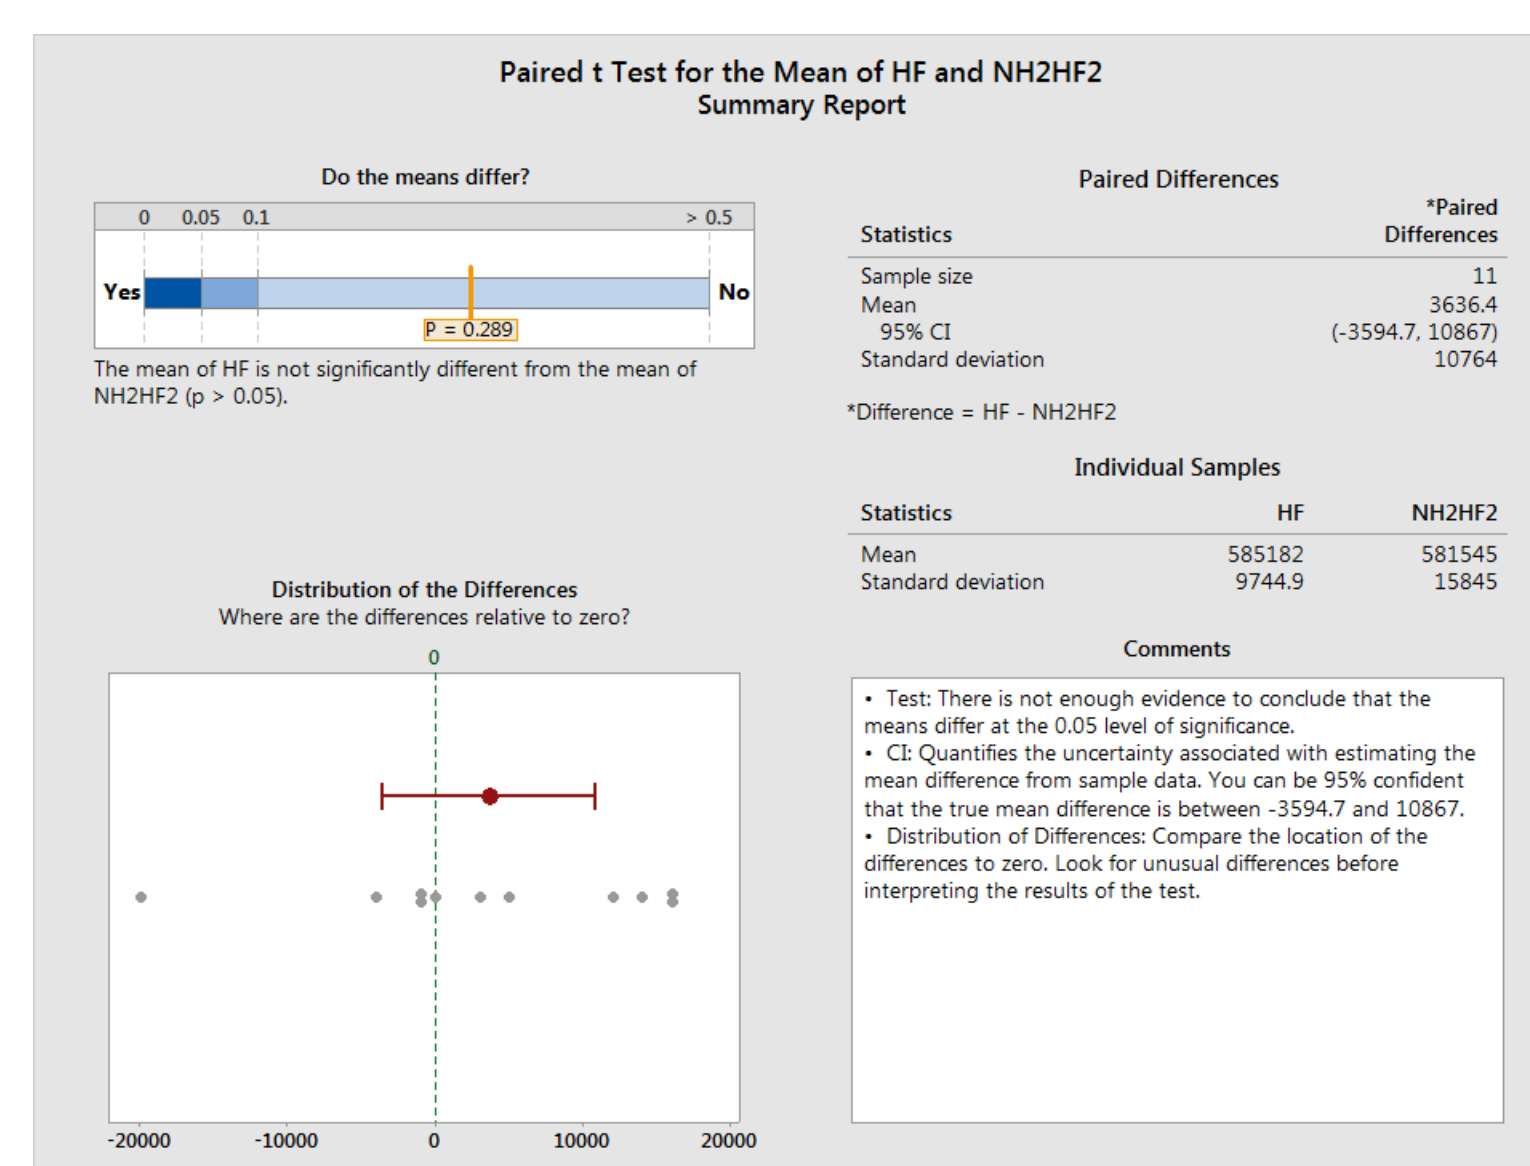 Paired t Test for the Mean of HF and NH2HF2
Summary Report
Do the means differ?
0 0.05 0.1 > 0.5
Yes No
P = 0.289
The mean of HF is not significantly different from the mean of
NH2HF2 (p > 0.05).
Distribution of the Differences
Where are the differences relative to zero?
0
-20000 -10000 0 10000 20000
Paired Differences
*Paired
Statistics Differences
Sample size 11
Mean 3636.4
95% CI (-3594.7, 10867)
Standard deviation 10764
*Difference = HF - NH2HF2
Individual Samples
Statistics HF NH2HF2
Mean 585182 581545
Standard deviation 9744.9 15845
Comments
• Test: There is not enough evidence to conclude that the
means differ at the 0.05 level of significance.
• CI: Quantifies the uncertainty associated with estimating the
mean difference from sample data. You can be 95% confident
that the true mean difference is between -3594.7 and 10867.
• Distribution of Differences: Compare the location of the
differences to zero. Look for unusual differences before
interpreting the results of the test.